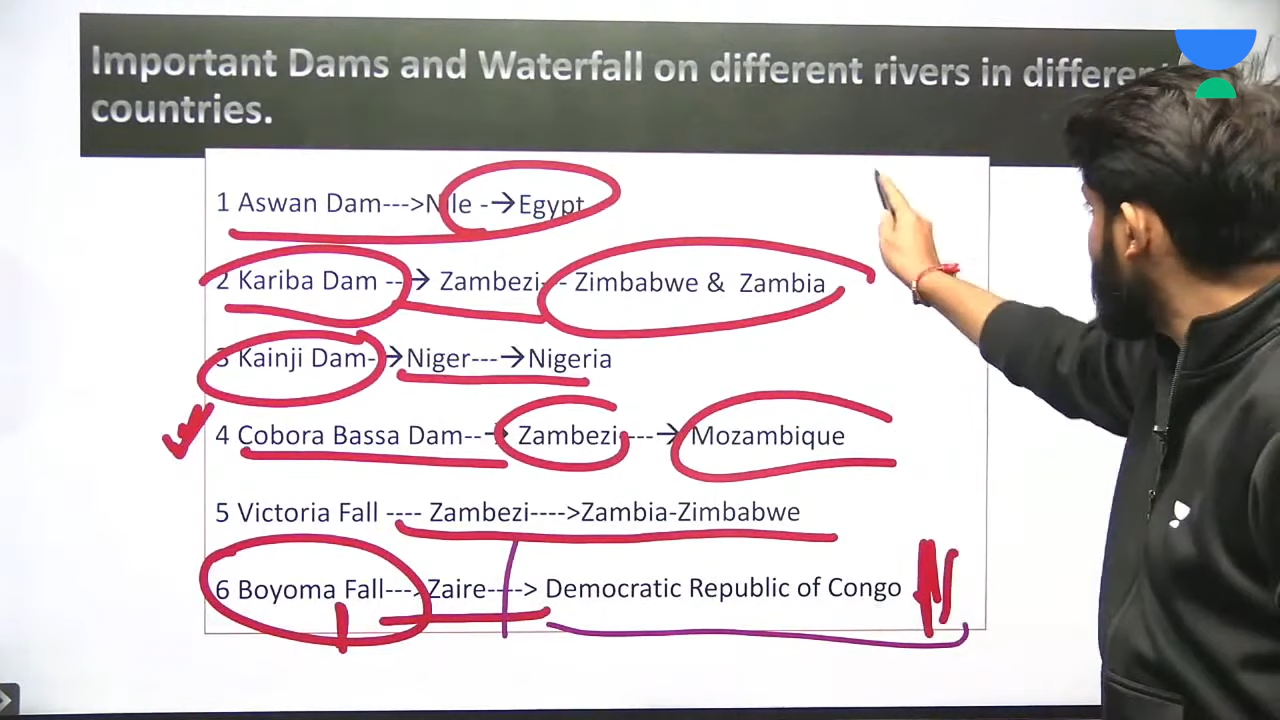 Important Dams and Waterfall on different rivers in different
countries.
1 Aswan Dam--->Nile -→Egypt
2 Kariba Dam --→ Zambezi-- Zimbabwe & Zambia
3 Kainji Dam-→Niger---→Nigeria
4 Cobora Bassa Dam--→ Zambezi----→ Mozambique
5 Victoria Fall ---- Zambezi---->Zambia-Zimbabwe
6 Boyoma Fall---> Zaire----> Democratic Republic of Congo